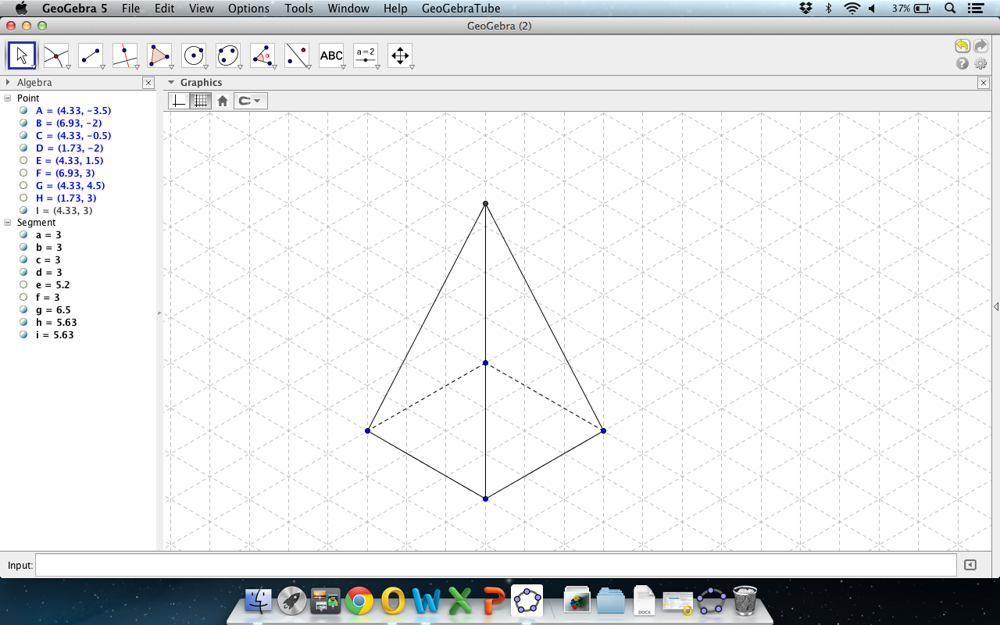 GeoGebra 5 File Edit View Options Tools Window Help GeoGebraTube 37%
GeoGebra (2)
α ABC a=2
Algebra
Graphics
Point
A = (4.33, −3.5)
B = (6.93, −2)
C = (4.33, −0.5)
D = (1.73, −2)
E = (4.33, 1.5)
F = (6.93, 3)
G = (4.33, 4.5)
H = (1.73, 3)
I = (4.33, 3)
Segment
a = 3
b = 3
c = 3
d = 3
e = 5.2
f = 3
g = 6.5
h = 5.63
i = 5.63
Input:
DOCX